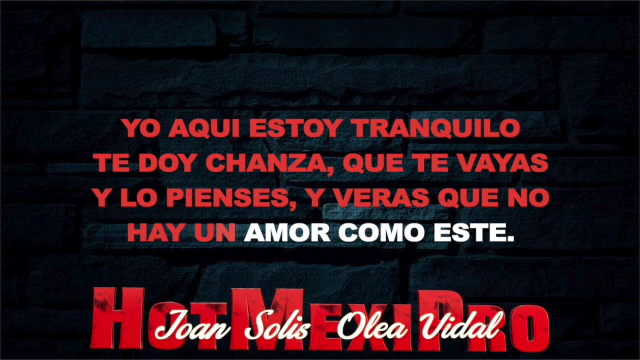 YO AQUI ESTOY TRANQUILO
TE DOY CHANZA, QUE TE VAYAS
Y LO PIENSES, Y VERAS QUE NO
HAY UN AMOR COMO ESTE.
HOTMEXIPRO
Joan Solis Olea Vidal